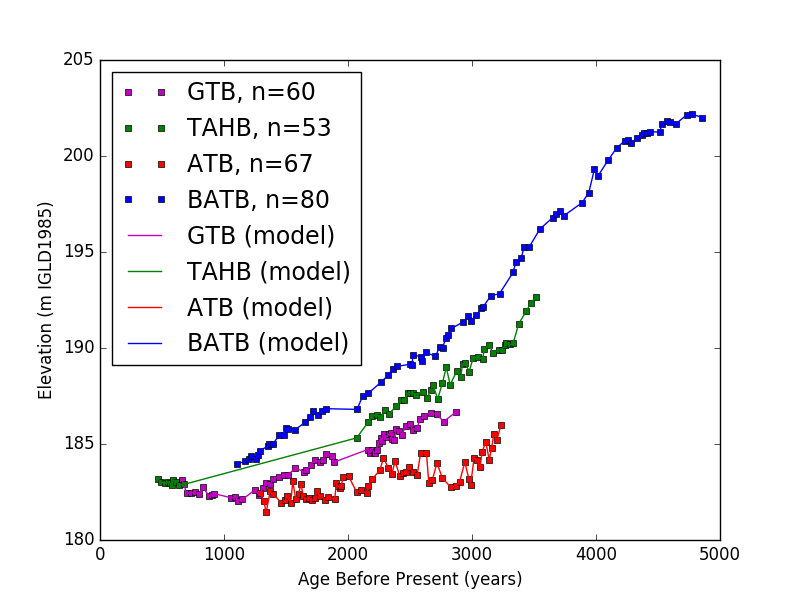 205
200
195
190
185
180
Elevation (m IGLD1985)
GTB, n=60
TAHB, n=53
ATB, n=67
BATB, n=80
GTB (model)
TAHB (model)
ATB (model)
BATB (model)
0 1000 2000 3000 4000 5000
Age Before Present (years)